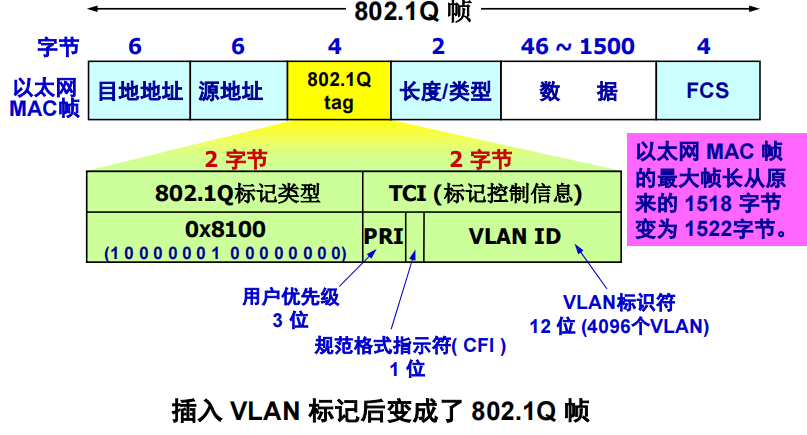 802.1Q 帧
字节 6 6 4 2 46 ~ 1500 4
以太网
MAC帧
目地地址 源地址 802.1Q tag 长度/类型 数 据 FCS
2 字节 2 字节
802.1Q标记类型 TCI (标记控制信息)
0x8100 PRI VLAN ID
(1 0 0 0 0 0 0 1 0 0 0 0 0 0 0 0)
以太网 MAC 帧
的最大帧长从原
来的 1518 字节
变为 1522字节。
用户优先级
3 位
规范格式指示符( CFI )
1 位
VLAN标识符
12 位 (4096个VLAN)
插入 VLAN 标记后变成了 802.1Q 帧